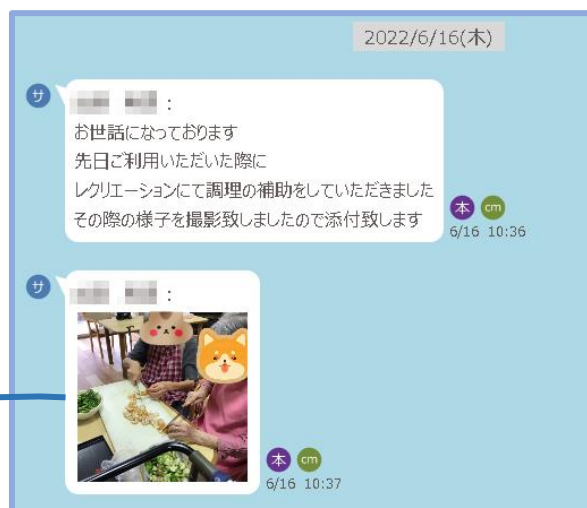 2022/6/16(木)
サ
:
お世話になっております
先日ご利用いただいた際に
レクリエーションにて調理の補助をしていただきました
その際の様子を撮影致しましたので添付致します
本 cm
6/16 10:36
サ
:
本 cm
6/16 10:37